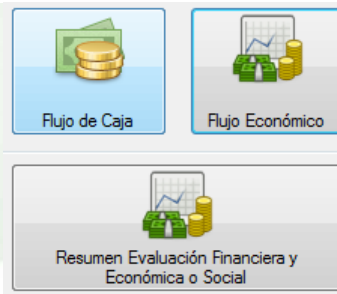 Flujo de Caja
Flujo Económico
Resumen Evaluación Financiera y
Económica o Social